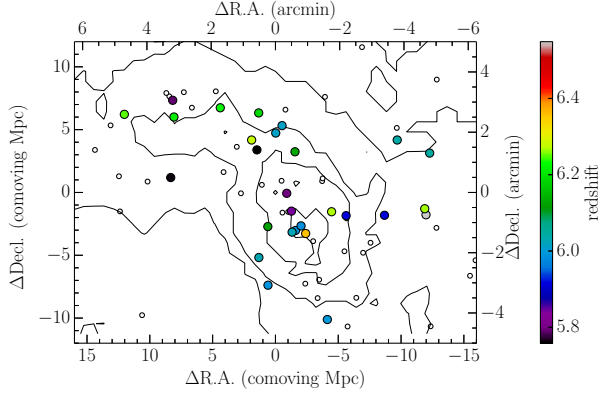 ΔR.A. (arcmin)
6 4 2 0 −2 −4 −6
10
5
0
−5
−10
ΔDecl. (comoving Mpc)
4
2
0
−2
−4
ΔDecl. (arcmin)
6.4
6.2
6.0
5.8
redshift
15 10 5 0 −5 −10 −15
ΔR.A. (comoving Mpc)